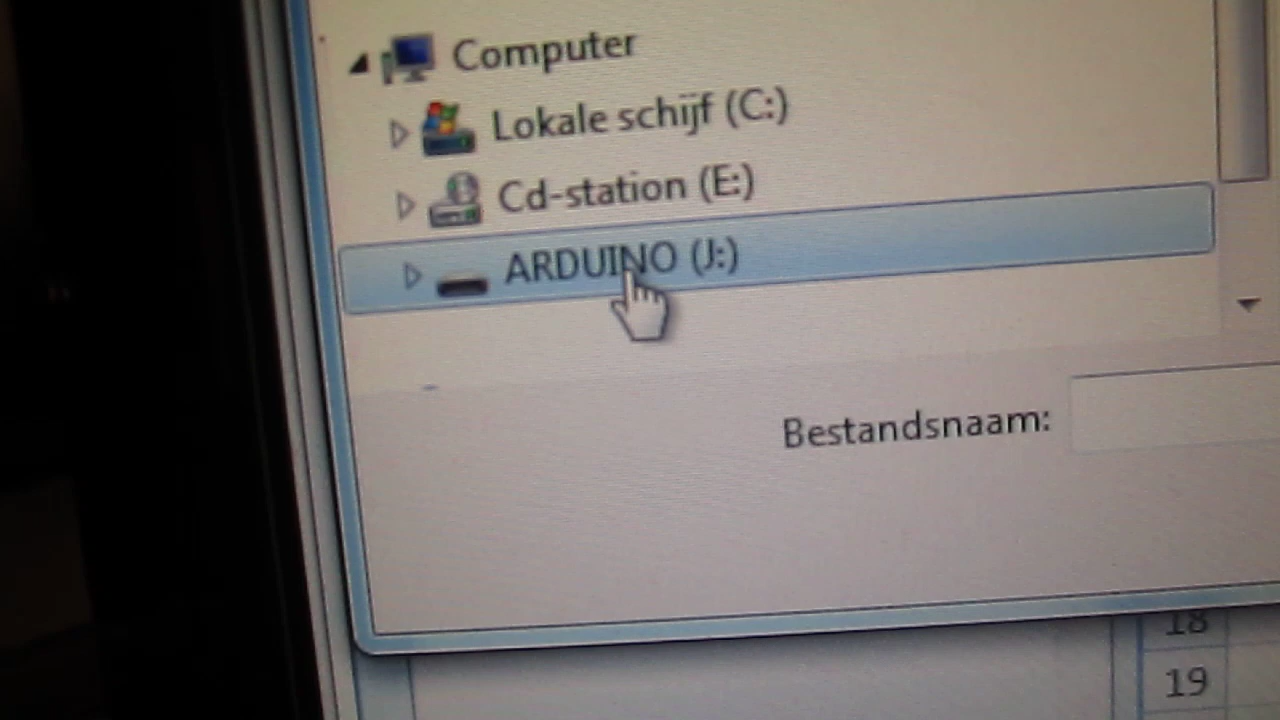 Computer
Lokale schijf (C:)
Cd-station (E:)
ARDUINO (J:)
Bestandsnaam:
18
19